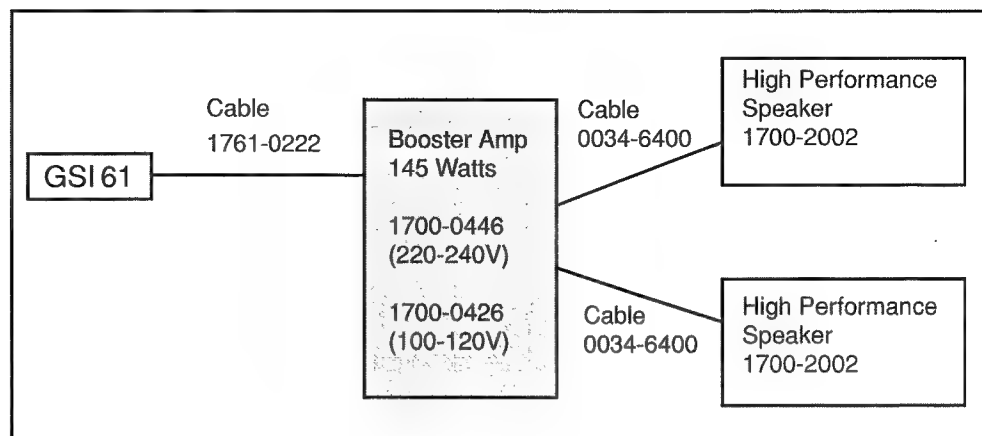 GSI 61
Cable
1761-0222
Booster Amp
145 Watts
1700-0446
(220-240V)
1700-0426
(100-120V)
Cable
0034-6400
High Performance
Speaker
1700-2002
Cable
0034-6400
High Performance
Speaker
1700-2002